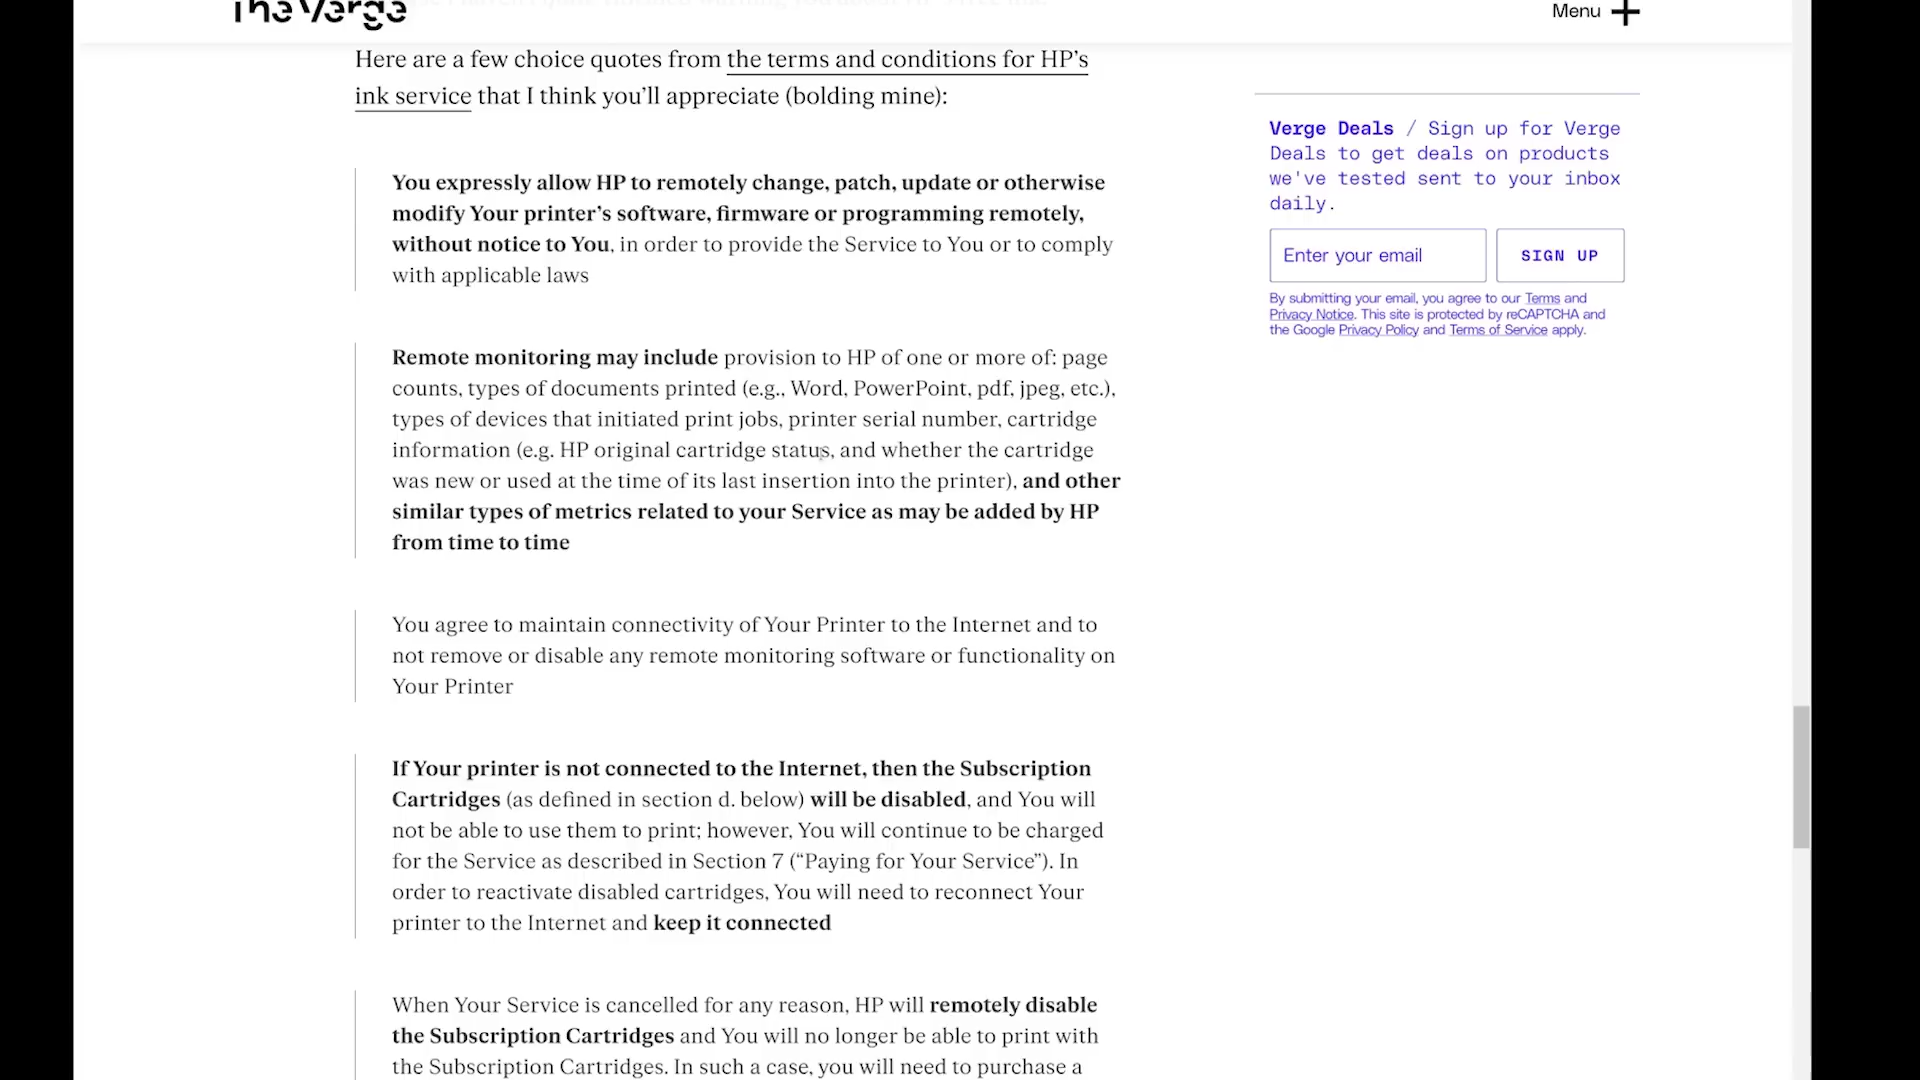 The Verge
Menu
Here are a few choice quotes from the terms and conditions for HP’s
ink service that I think you’ll appreciate (bolding mine):
You expressly allow HP to remotely change, patch, update or otherwise
modify Your printer’s software, firmware or programming remotely,
without notice to You, in order to provide the Service to You or to comply
with applicable laws
Remote monitoring may include provision to HP of one or more of: page
counts, types of documents printed (e.g., Word, PowerPoint, pdf, jpeg, etc.),
types of devices that initiated print jobs, printer serial number, cartridge
information (e.g. HP original cartridge status, and whether the cartridge
was new or used at the time of its last insertion into the printer), and other
similar types of metrics related to your Service as may be added by HP
from time to time
You agree to maintain connectivity of Your Printer to the Internet and to
not remove or disable any remote monitoring software or functionality on
Your Printer
If Your printer is not connected to the Internet, then the Subscription
Cartridges (as defined in section d. below) will be disabled, and You will
not be able to use them to print; however, You will continue to be charged
for the Service as described in Section 7 (“Paying for Your Service”). In
order to reactivate disabled cartridges, You will need to reconnect Your
printer to the Internet and keep it connected
When Your Service is cancelled for any reason, HP will remotely disable
the Subscription Cartridges and You will no longer be able to print with
the Subscription Cartridges. In such a case, you will need to purchase a
Verge Deals / Sign up for Verge
Deals to get deals on products
we've tested sent to your inbox
daily.
Enter your email
SIGN UP
By submitting your email, you agree to our Terms and
Privacy Notice. This site is protected by reCAPTCHA and
the Google Privacy Policy and Terms of Service apply.